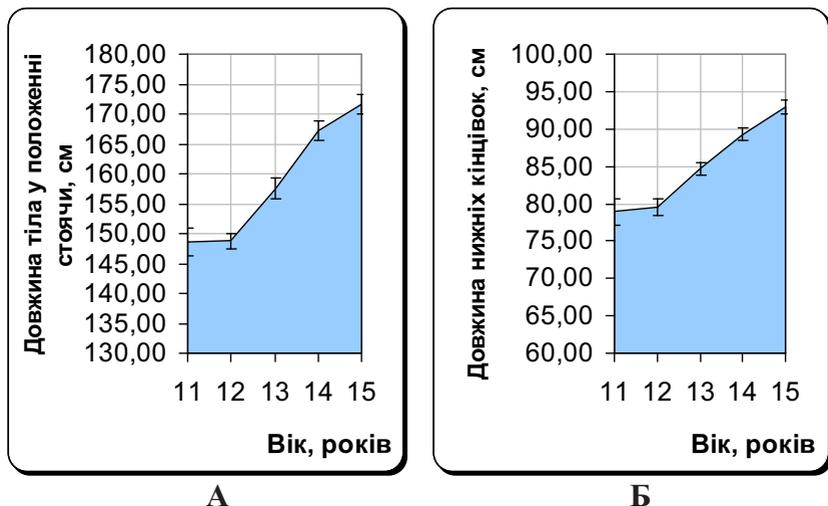 Довжина тіла у положенні
стоячи, см
180,00
175,00
170,00
165,00
160,00
155,00
150,00
145,00
140,00
135,00
130,00
11 12 13 14 15
Вік, років
А
Довжина нижніх кінцівок, см
100,00
95,00
90,00
85,00
80,00
75,00
70,00
65,00
60,00
11 12 13 14 15
Вік, років
Б